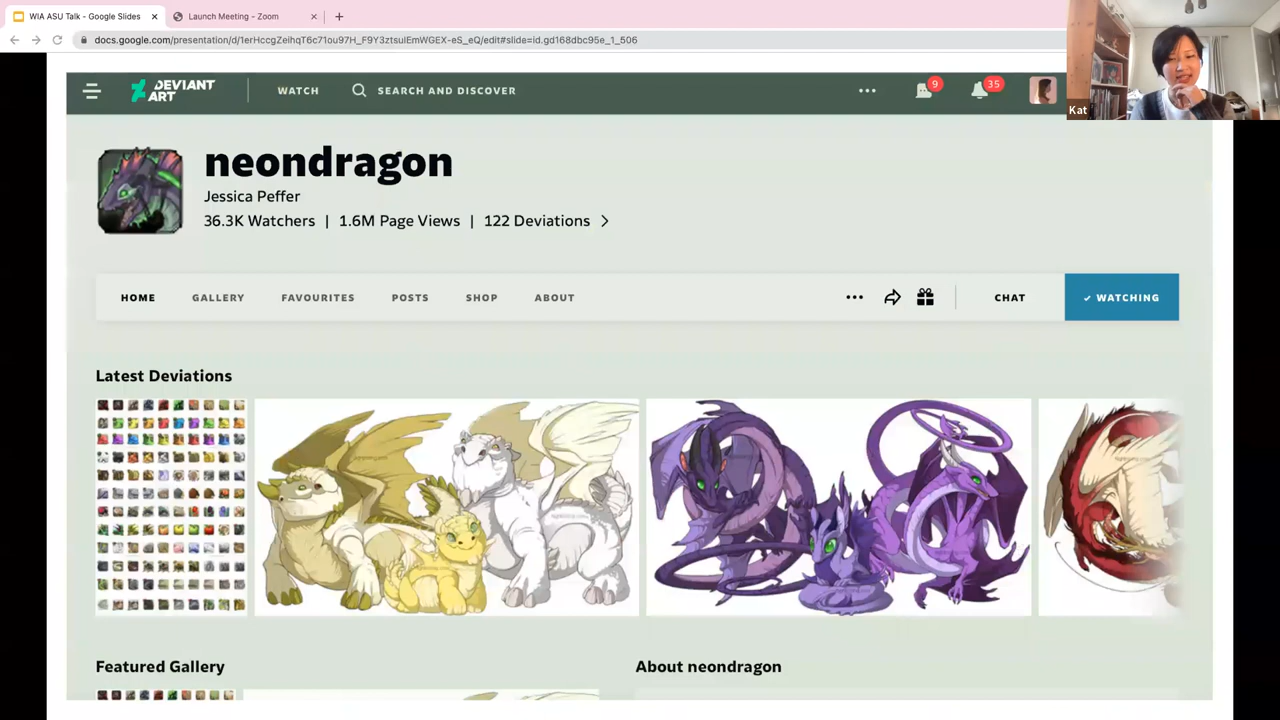 WIA ASU Talk - Google Slides
Launch Meeting - Zoom
docs.google.com/presentation/d/1erHccgZeihqT6c71ou97H_F9Y3ztsuIEmWGEX-eS_eQ/edit#slide=id.gd168dbc95e_1_506
Kat
DEVIANT
ART
WATCH
SEARCH AND DISCOVER
9
35
neondragon
Jessica Peffer
36.3K Watchers | 1.6M Page Views | 122 Deviations
HOME
GALLERY
FAVOURITES
POSTS
SHOP
ABOUT
CHAT
WATCHING
Latest Deviations
Featured Gallery
About neondragon